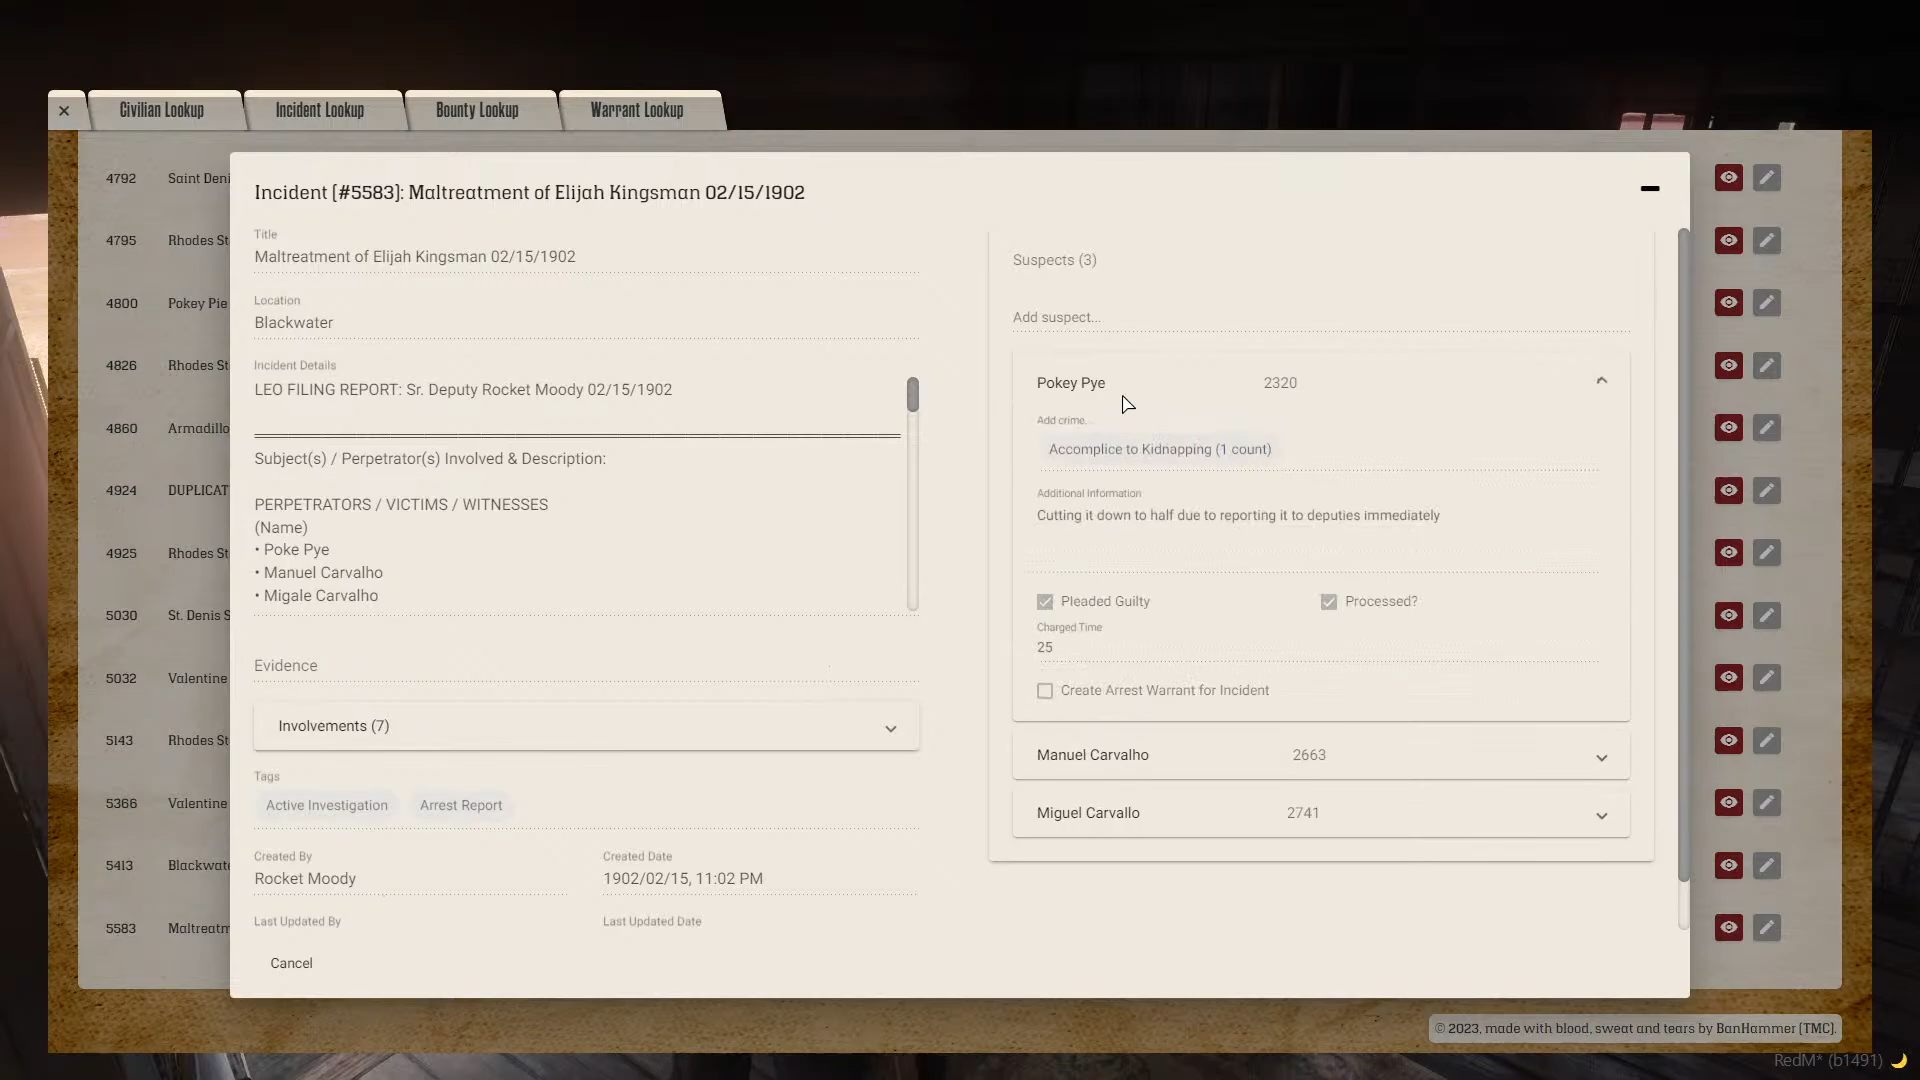 Civilian Lookup
Incident Lookup
Bounty Lookup
Warrant Lookup
4792 Saint Deni
4795 Rhodes St
4800 Pokey Pie
4826 Rhodes St
4860 Armadillo
4924 DUPLICAT
4925 Rhodes St
5030 St. Denis S
5032 Valentine
5143 Rhodes St
5366 Valentine
5413 Blackwat
5583 Maltreatm
Incident [#5583]: Maltreatment of Elijah Kingsman 02/15/1902
Title
Maltreatment of Elijah Kingsman 02/15/1902
Location
Blackwater
Incident Details
LEO FILING REPORT: Sr. Deputy Rocket Moody 02/15/1902
Subject(s) / Perpetrator(s) Involved & Description:
PERPETRATORS / VICTIMS / WITNESSES
(Name)
• Poke Pye
• Manuel Carvalho
• Migale Carvalho
Evidence
Involvements (7)
Tags
Active Investigation
Arrest Report
Created By
Rocket Moody
Created Date
1902/02/15, 11:02 PM
Last Updated By
Last Updated Date
Cancel
Suspects (3)
Add suspect...
Pokey Pye 2320
Add crime...
Accomplice to Kidnapping (1 count)
Additional Information
Cutting it down to half due to reporting it to deputies immediately
Pleaded Guilty
Processed?
Charged Time
25
Create Arrest Warrant for Incident
Manuel Carvalho 2663
Miguel Carvallo 2741
© 2023, made with blood, sweat and tears by BanHammer [TMC].
RedM* (b1491)